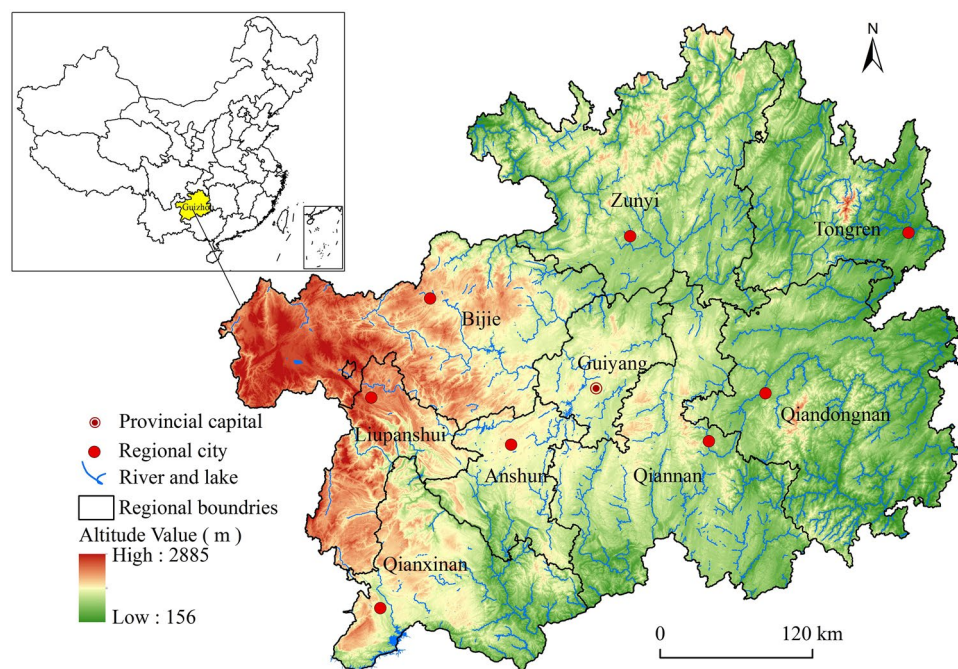 N
Guizhou
Zunyi
Tongren
Bijie
Guiyang
Provincial capital
Qiandongnan
Liupanshui
Regional city
Anshun
Qiannan
River and lake
Regional boundries
Altitude Value ( m )
High : 2885
Qianxinan
Low : 156
0 120 km